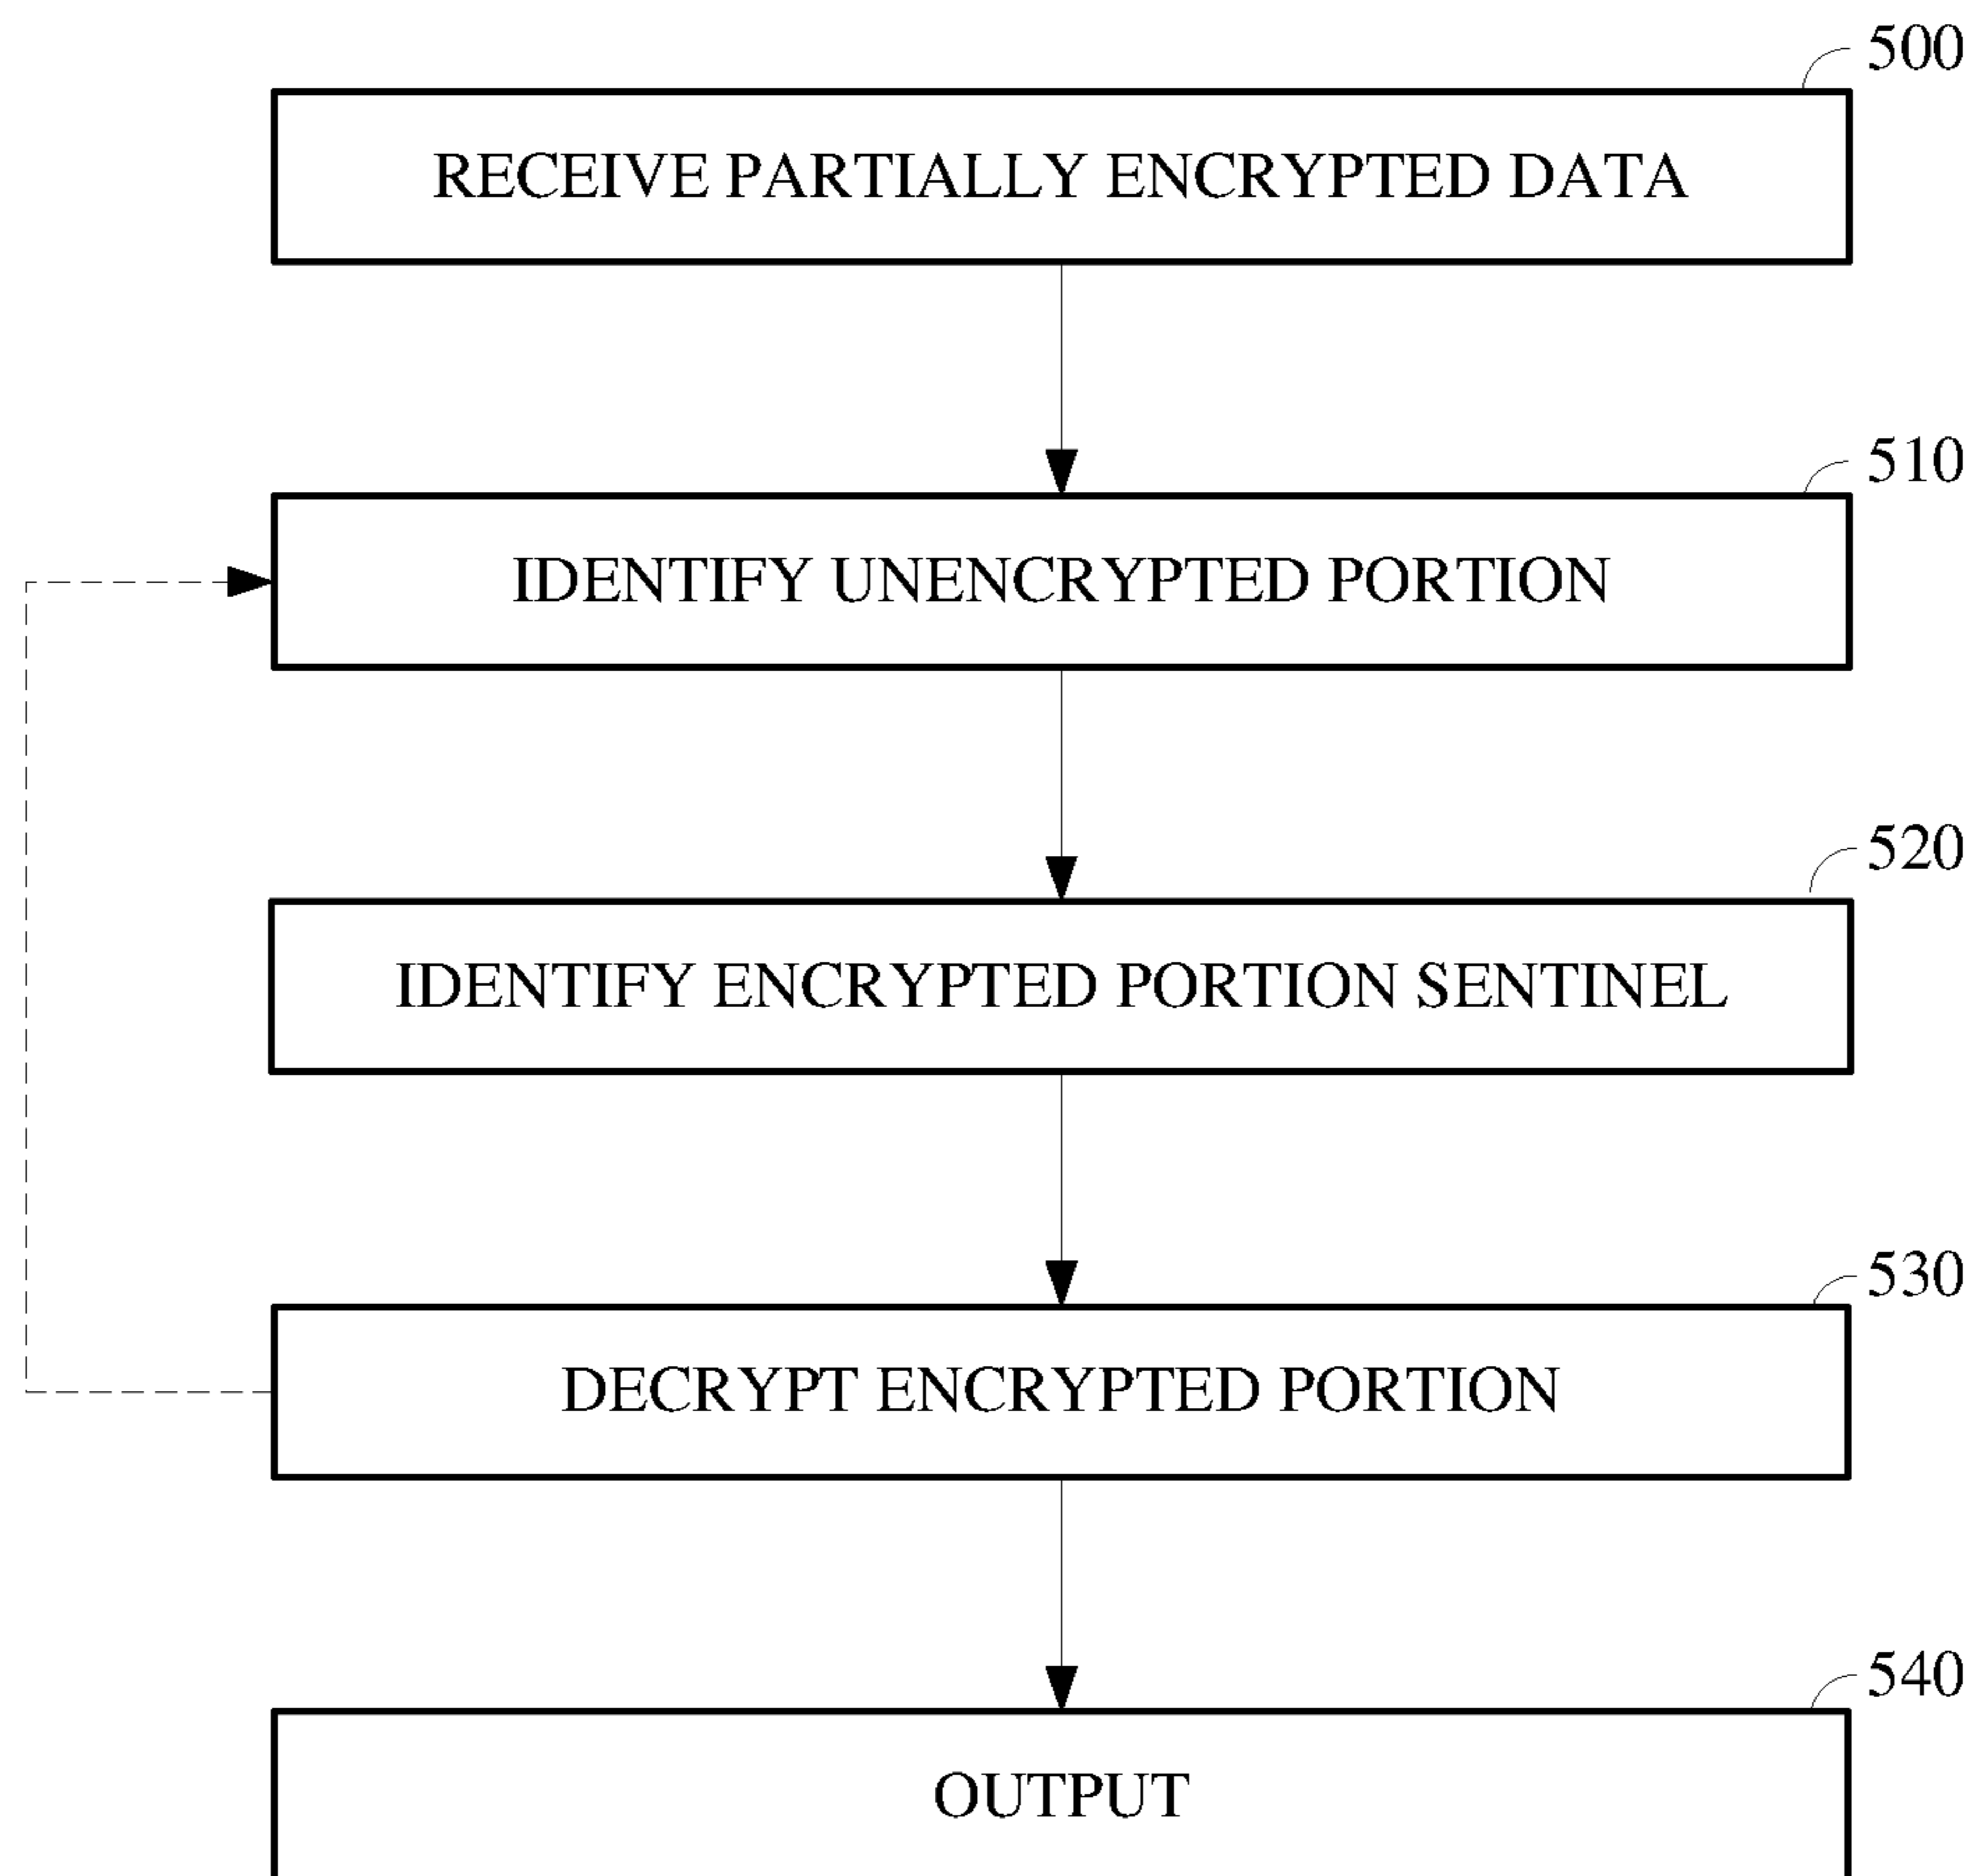 500
RECEIVE PARTIALLY ENCRYPTED DATA
510
IDENTIFY UNENCRYPTED PORTION
520
IDENTIFY ENCRYPTED PORTION SENTINEL
530
DECRYPT ENCRYPTED PORTION
540
OUTPUT